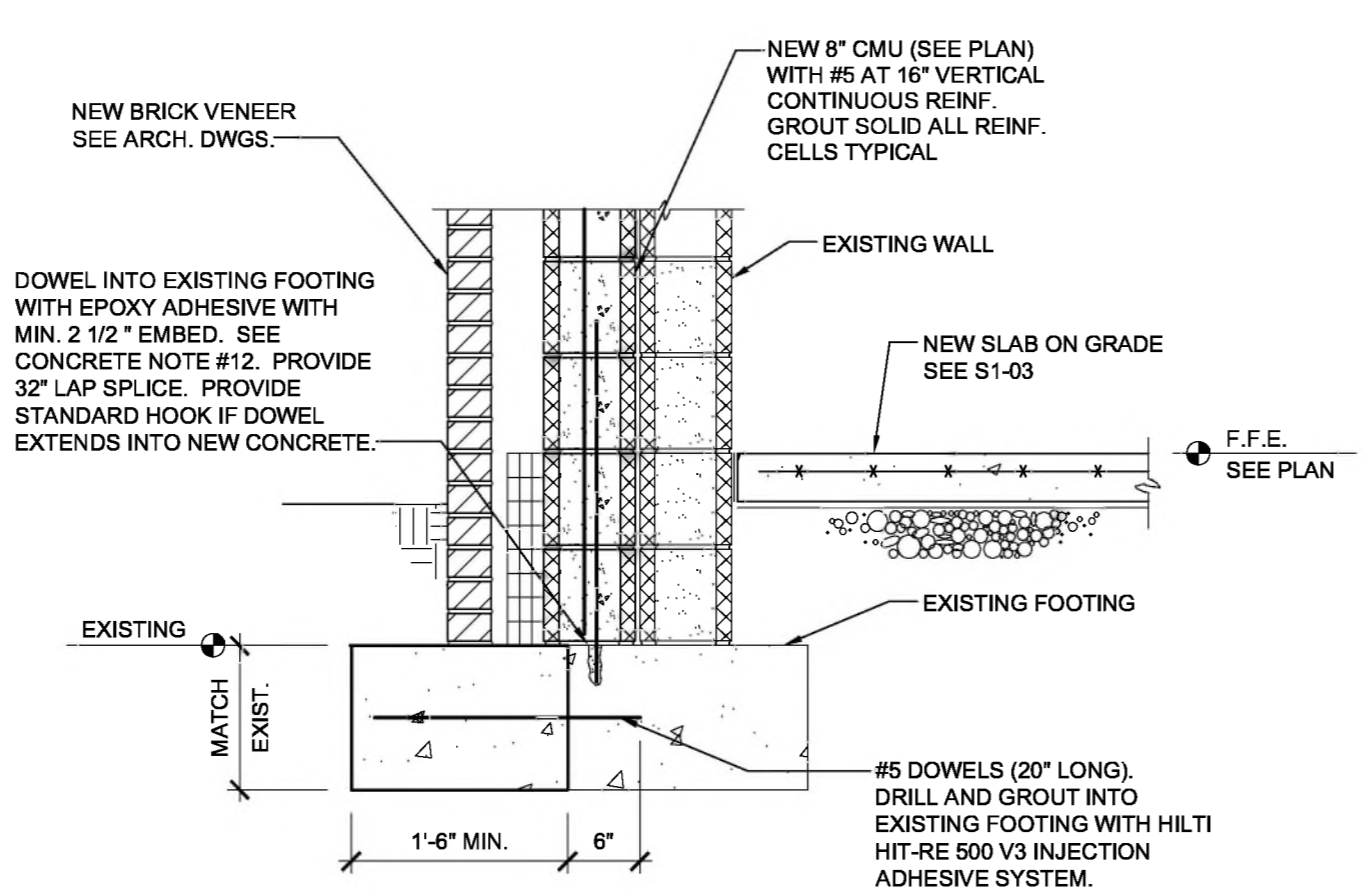 NEW 8" CMU (SEE PLAN)
WITH #5 AT 16" VERTICAL
CONTINUOUS REINF.
GROUT SOLID ALL REINF.
CELLS TYPICAL
NEW BRICK VENEER
SEE ARCH. DWGS.
EXISTING WALL
DOWEL INTO EXISTING FOOTING
WITH EPOXY ADHESIVE WITH
MIN. 2 1/2 " EMBED. SEE
CONCRETE NOTE #12. PROVIDE
32" LAP SPLICE. PROVIDE
STANDARD HOOK IF DOWEL
EXTENDS INTO NEW CONCRETE.
NEW SLAB ON GRADE
SEE S1-03
F.F.E.
SEE PLAN
EXISTING FOOTING
EXISTING
MATCH
EXIST.
1'-6" MIN.
6"
#5 DOWELS (20" LONG).
DRILL AND GROUT INTO
EXISTING FOOTING WITH HILTI
HIT-RE 500 V3 INJECTION
ADHESIVE SYSTEM.